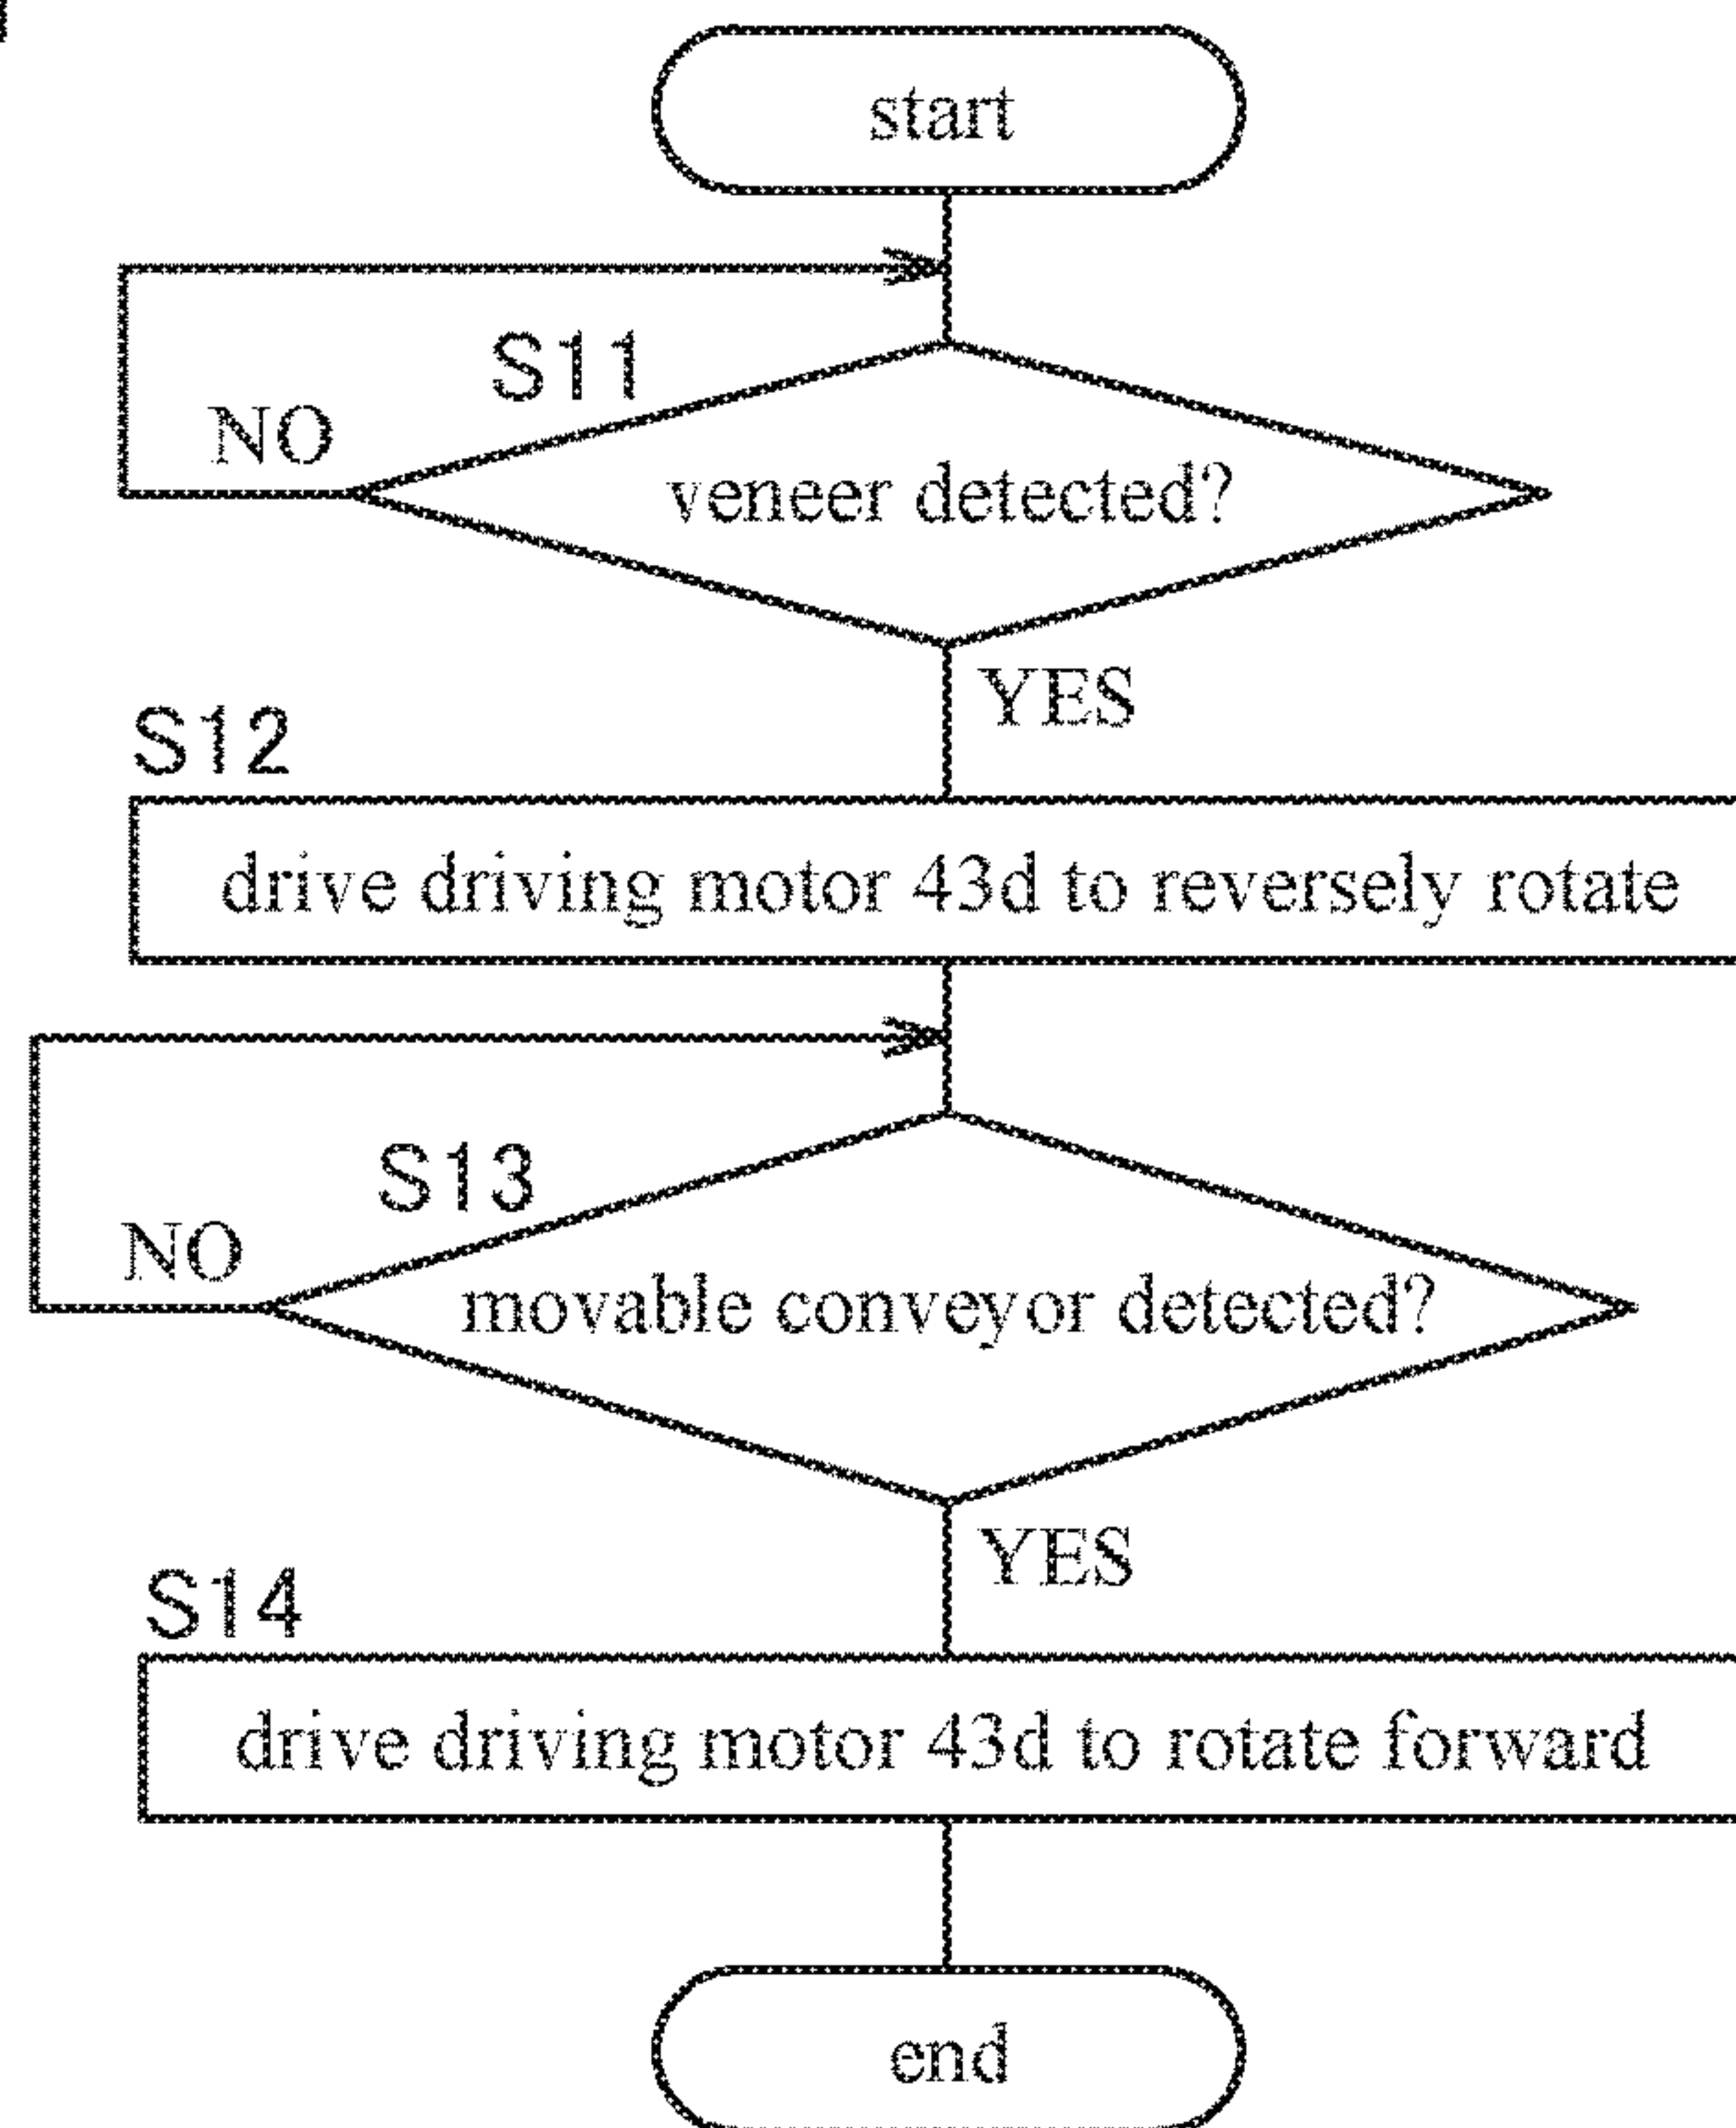 start
S11
NO
veneer detected?
YES
S12
drive driving motor 43d to reversely rotate
S13
NO
movable conveyor detected?
YES
S14
drive driving motor 43d to rotate forward
end